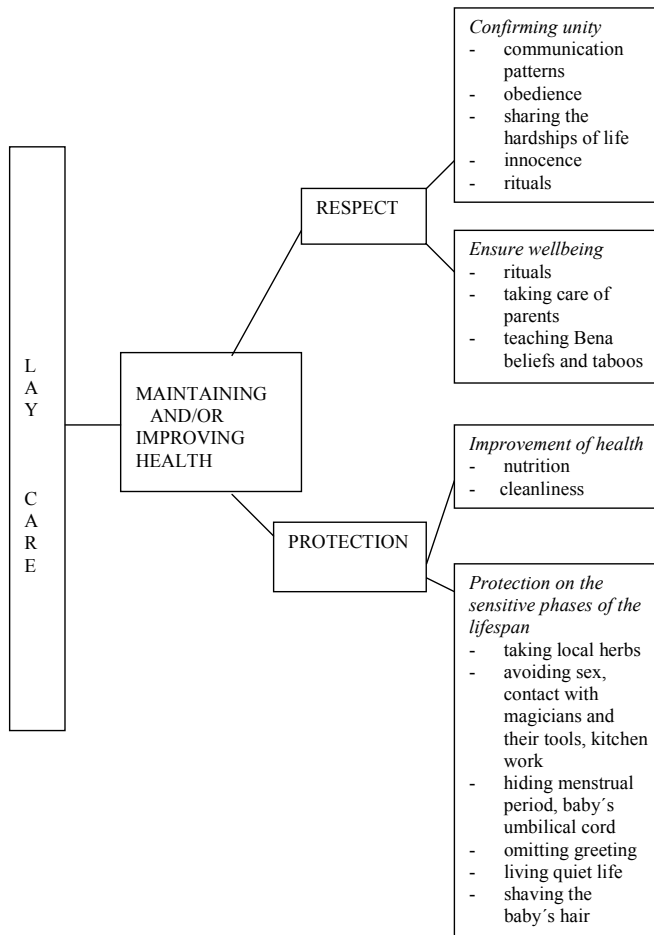 L
A
Y
C
A
R
E
MAINTAINING
AND/OR
IMPROVING
HEALTH
RESPECT
Confirming unity
- communication
patterns
- obedience
- sharing the
hardships of life
- innocence
- rituals
Ensure wellbeing
- rituals
- taking care of
parents
- teaching Bena
beliefs and taboos
PROTECTION
Improvement of health
- nutrition
- cleanliness
Protection on the
sensitive phases of the
lifespan
- taking local herbs
- avoiding sex,
contact with
magicians and
their tools, kitchen
work
- hiding menstrual
period, baby´s
umbilical cord
- omitting greeting
- living quiet life
- shaving the
baby´s hair